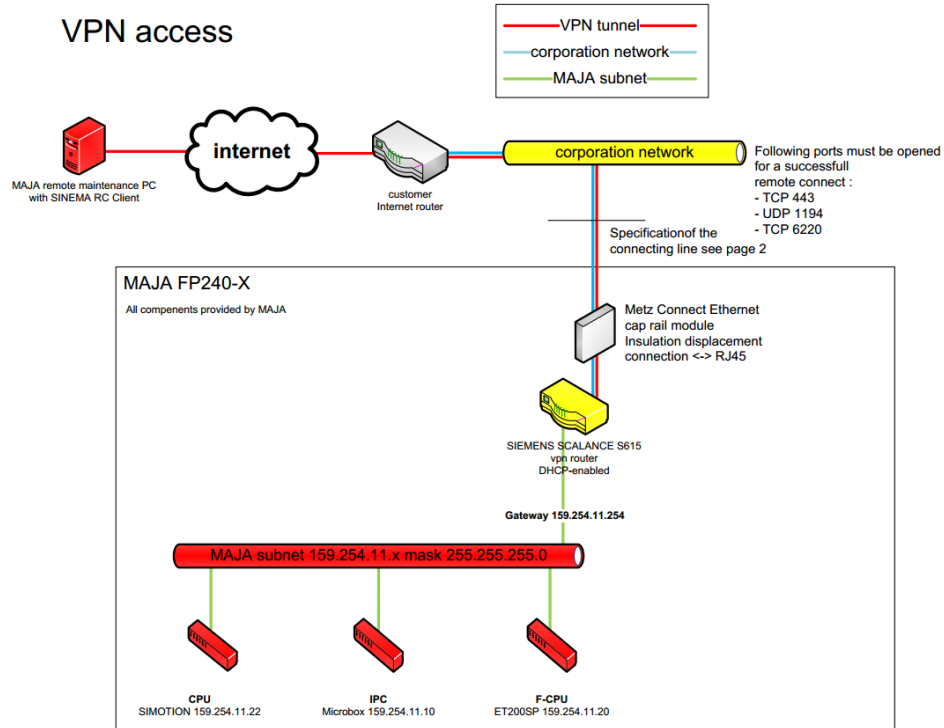 VPN access
VPN tunnel
corporation network
MAJA subnet
MAJA remote maintenance PC
with SINEMA RC Client
internet
customer
Internet router
corporation network
Following ports must be opened
for a successfull
remote connect :
- TCP 443
- UDP 1194
- TCP 6220
Specificationof the
connecting line see page 2
MAJA FP240-X
All compenents provided by MAJA
Metz Connect Ethernet
cap rail module
Insulation displacement
connection <-> RJ45
SIEMENS SCALANCE S615
vpn router
DHCP-enabled
Gateway 159.254.11.254
MAJA subnet 159.254.11.x mask 255.255.255.0
CPU
SIMOTION 159.254.11.22
IPC
Microbox 159.254.11.10
F-CPU
ET200SP 159.254.11.20